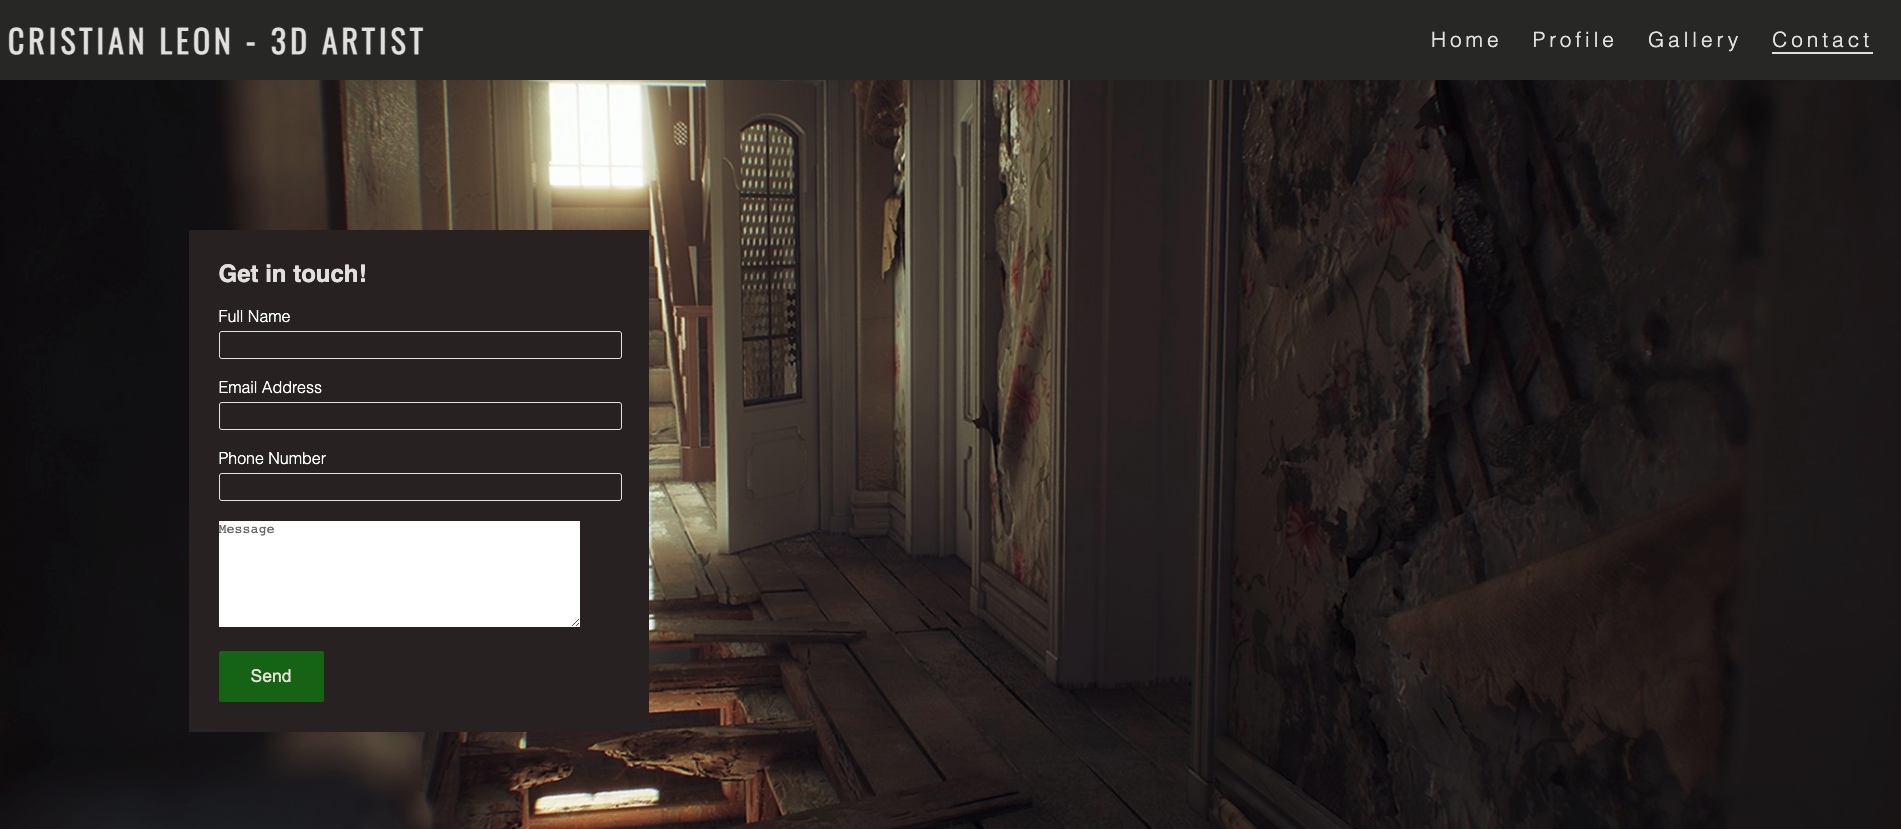 CRISTIAN LEON - 3D ARTIST
Home Profile Gallery Contact
Get in touch!
Full Name
Email Address
Phone Number
Message
Send